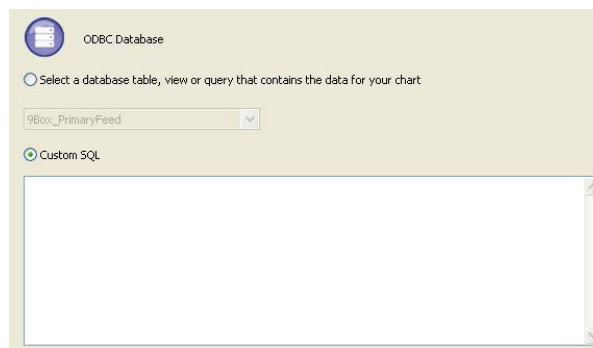 ODBC Database
Select a database table, view or query that contains the data for your chart
9Box_PrimaryFeed
Custom SQL